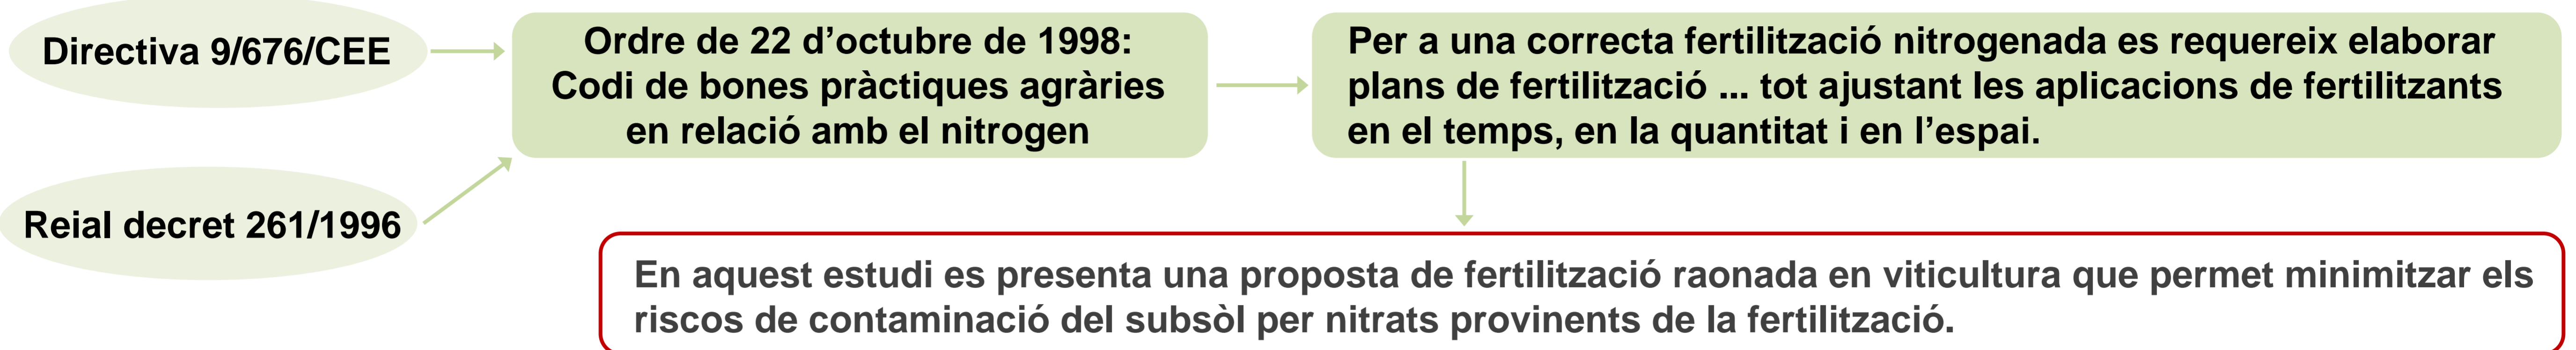 Directiva 9/676/CEE
Ordre de 22 d’octubre de 1998:
Codi de bones pràctiques agràries
en relació amb el nitrogen
Per a una correcta fertilització nitrogenada es requereix elaborar
plans de fertilització ... tot ajustant les aplicacions de fertilitzants
en el temps, en la quantitat i en l’espai.
Reial decret 261/1996
En aquest estudi es presenta una proposta de fertilització raonada en viticultura que permet minimitzar els
riscos de contaminació del subsòl per nitrats provinents de la fertilització.